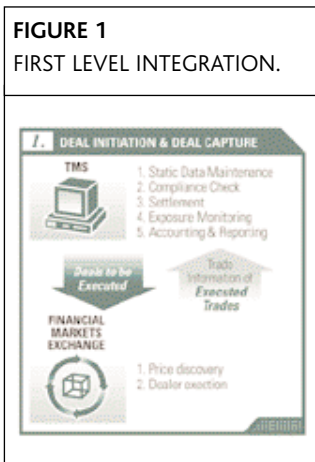 FIGURE 1
FIRST LEVEL INTEGRATION.
1. DEAL INITIATION & DEAL CAPTURE
TMS
1. Static Data Maintenance
2. Compliance Check
3. Settlement
4. Exposure Monitoring
5. Accounting & Reporting
Deals to be
Executed
Trade
Information of
Executed
Trades
FINANCIAL
MARKETS
EXCHANGE
1. Price discovery
2. Dealer exection